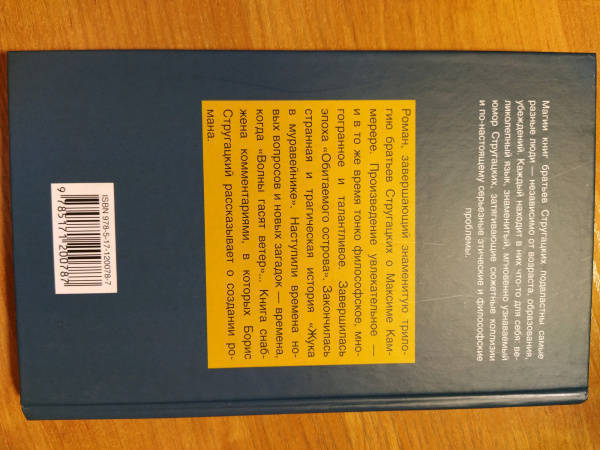 Магии книг братьев Стругацких подвластны самые
разные люди — независимо от возраста, образования,
убеждений. Каждый находит в них что-то для себя: ве-
ликолепный язык, знаменитый, мгновенно узнаваемый
юмор Стругацких, затягивающие сюжетные коллизии
и по-настоящему серьезные этические и философские
проблемы.
Роман, завершающий знаменитую трило-
гию братьев Стругацких о Максиме Кам-
мерере. Произведение увлекательное —
и в то же время тонко философское, мно-
гогранное и талантливое. Завершилась
эпоха «Обитаемого острова». Закончилась
странная и трагическая история «Жука
в муравейнике». Наступили времена но-
вых вопросов и новых загадок — времена,
когда «Волны гасят ветер»... Книга снаб-
жена комментариями, в которых Борис
Стругацкий рассказывает о создании ро-
мана.
ISBN 978-5-17-120078-7
9 785171 200787